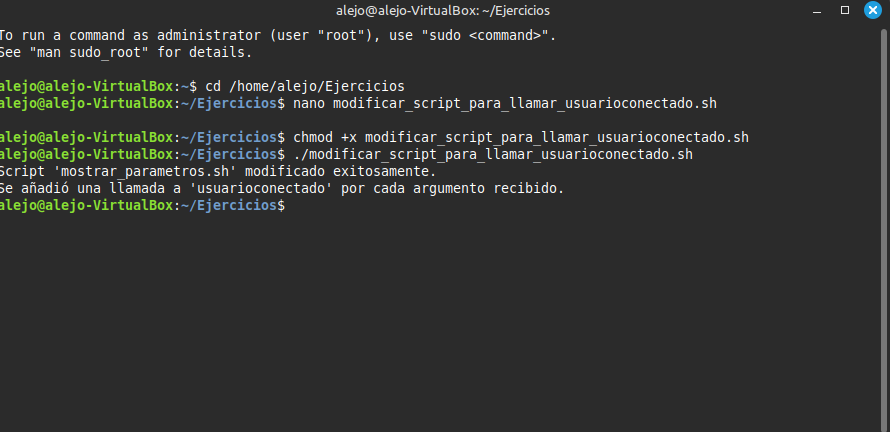 alejo@alejo-VirtualBox: ~/Ejercicios
To run a command as administrator (user "root"), use "sudo <command>".
See "man sudo_root" for details.
alejo@alejo-VirtualBox:~$ cd /home/alejo/Ejercicios
alejo@alejo-VirtualBox:~/Ejercicios$ nano modificar_script_para_llamar_usuarioconectado.sh
alejo@alejo-VirtualBox:~/Ejercicios$ chmod +x modificar_script_para_llamar_usuarioconectado.sh
alejo@alejo-VirtualBox:~/Ejercicios$ ./modificar_script_para_llamar_usuarioconectado.sh
Script 'mostrar_parametros.sh' modificado exitosamente.
Se añadió una llamada a 'usuarioconectado' por cada argumento recibido.
alejo@alejo-VirtualBox:~/Ejercicios$